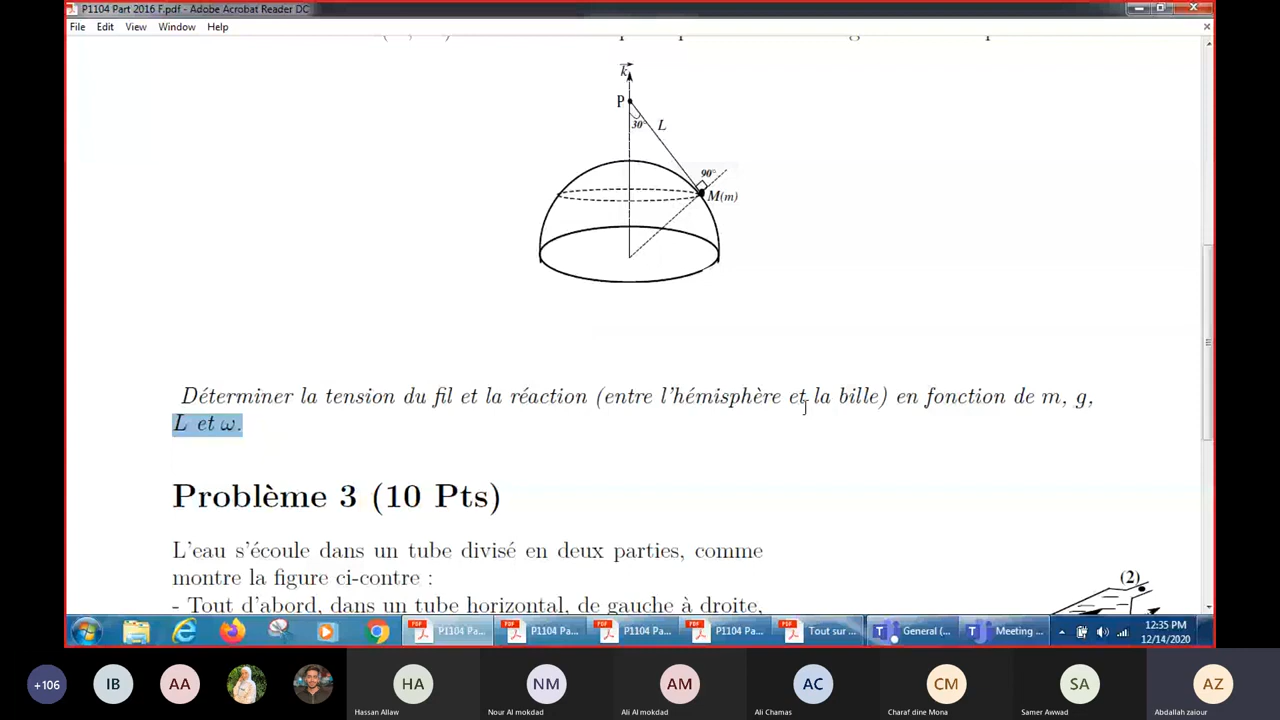 P1104 Part 2016 F.pdf - Adobe Acrobat Reader DC
File Edit View Window Help
k
P
30°
L
90°
M(m)
Déterminer la tension du fil et la réaction (entre l'hémisphère et la bille) en fonction de m, g,
L et ω.
Problème 3 (10 Pts)
L'eau s'écoule dans un tube divisé en deux parties, comme
montre la figure ci-contre :
(2)
- Tout d'abord, dans un tube horizontal, de gauche à droite,
P1104 Pa... P1104 Pa... P1104 Pa... P1104 Pa... Tout sur ... General (... Meeting ...
12:35 PM
12/14/2020
+106 IB AA HA NM AM AC CM SA AZ
Hassan Allaw Nour Al mokdad Ali Al mokdad Ali Chamas Charaf dine Mona Samer Awwad Abdallah zaiour